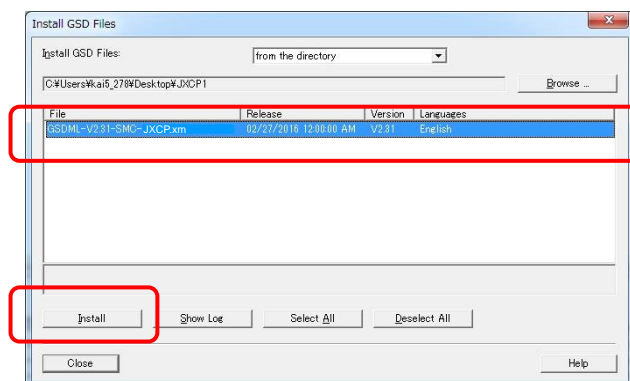 Install GSD Files
Install GSD Files: from the directory
C:¥Users¥kai5_278¥Desktop¥JXCP1 Browse ...
File Release Version Languages
GSDML-V2.31-SMC-JXCP.xm 02/27/2016 12:00:00 AM V2.31 English
Install Show Log Select All Deselect All
Close Help